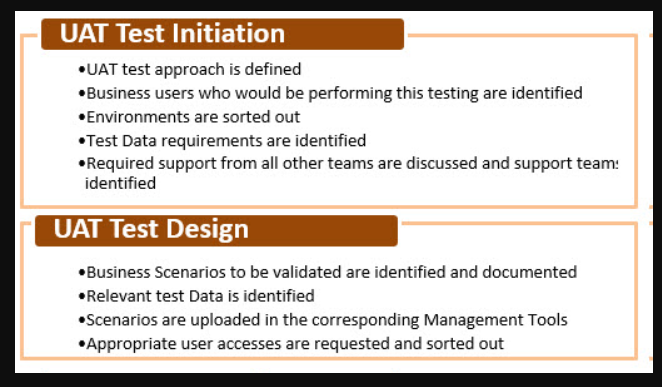 UAT Test Initiation
•UAT test approach is defined
•Business users who would be performing this testing are identified
•Environments are sorted out
•Test Data requirements are identified
•Required support from all other teams are discussed and support teams
identified
UAT Test Design
•Business Scenarios to be validated are identified and documented
•Relevant test Data is identified
•Scenarios are uploaded in the corresponding Management Tools
•Appropriate user accesses are requested and sorted out